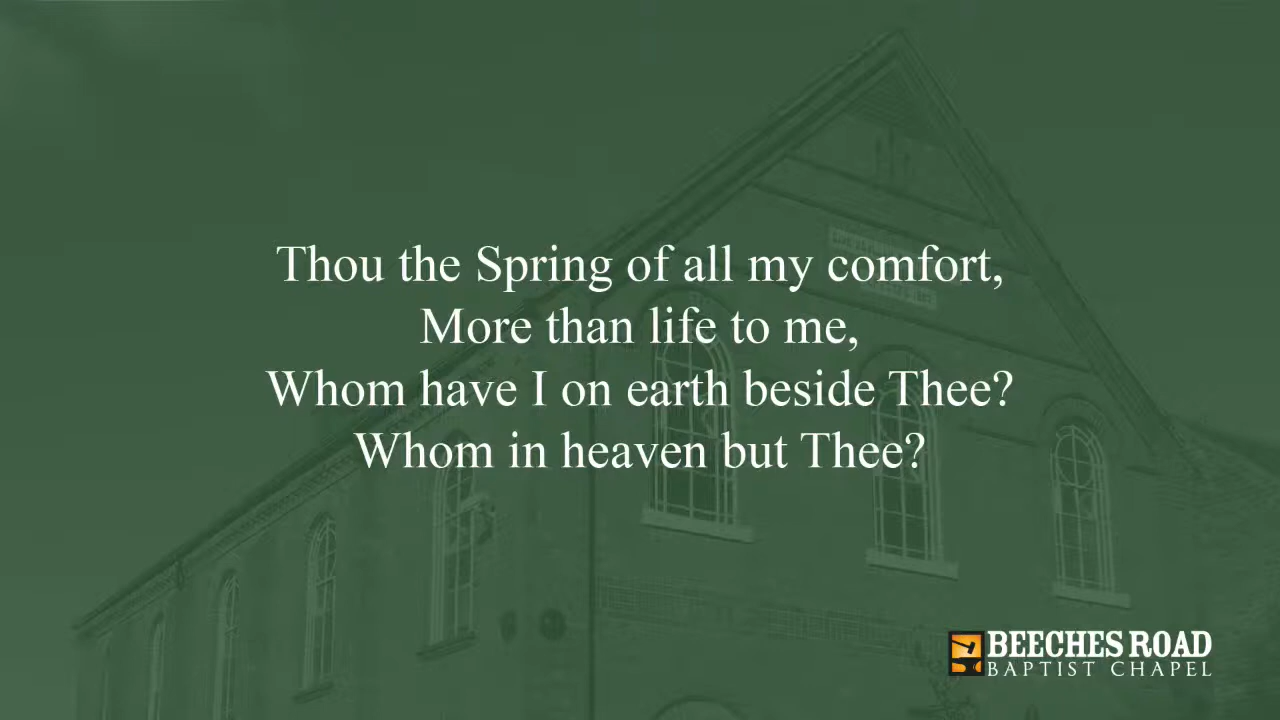 Thou the Spring of all my comfort,
More than life to me,
Whom have I on earth beside Thee?
Whom in heaven but Thee?
BEECHES ROAD
BAPTIST CHAPEL